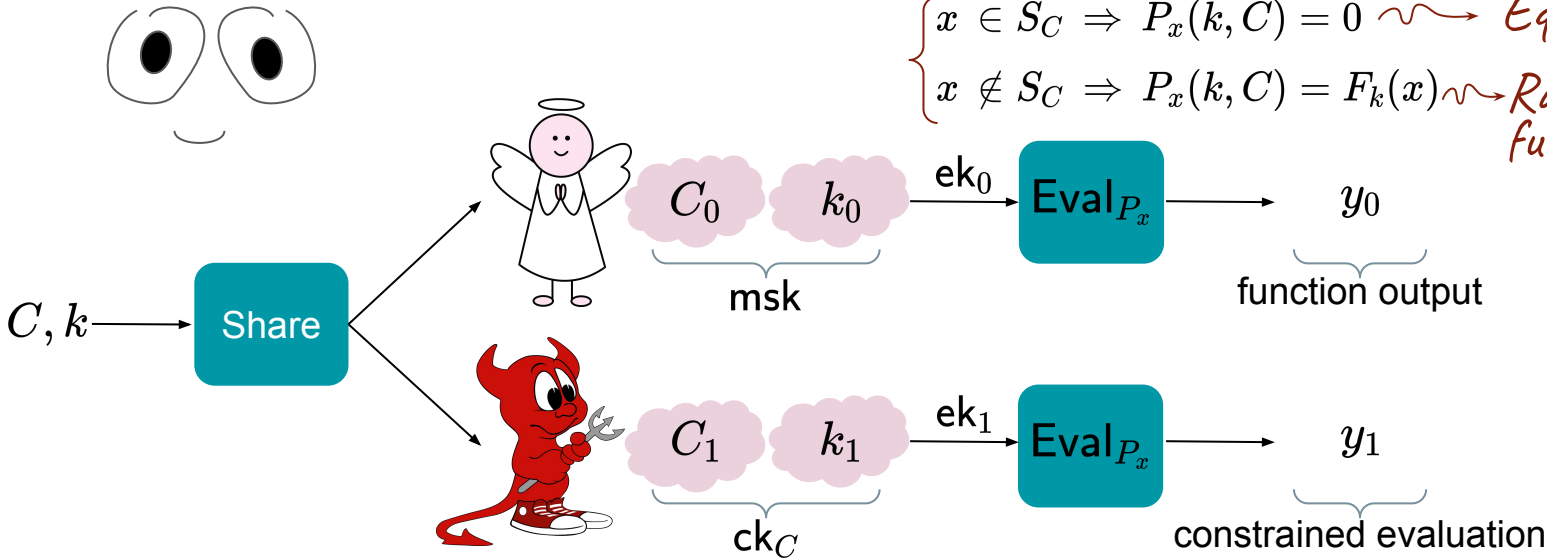 x ∈ S_C ⇒ P_x(k, C) = 0
x ∉ S_C ⇒ P_x(k, C) = F_k(x)
C_0 k_0 ek_0 Eval_{P_x} y_0
msk
function output
C, k Share
C_1 k_1 ek_1 Eval_{P_x} y_1
ck_C
constrained evaluation